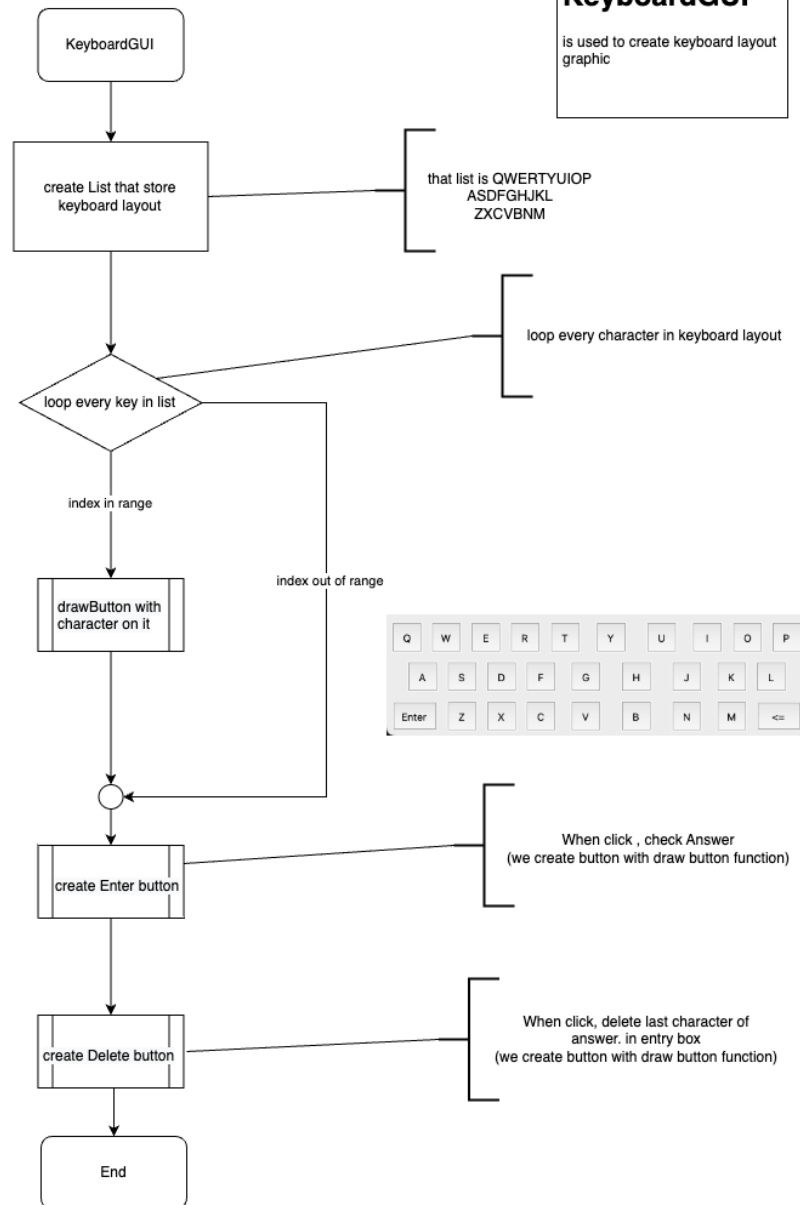 KeyboardGUI
is used to create keyboard layout
graphic
KeyboardGUI
create List that store
keyboard layout
that list is QWERTYUIOP
ASDFGHJKL
ZXCVBNM
loop every character in keyboard layout
loop every key in list
index in range
index out of range
drawButton with
character on it
Q W E R T Y U I O P
A S D F G H J K L
Enter Z X C V B N M <=
When click , check Answer
(we create button with draw button function)
create Enter button
When click, delete last character of
answer. in entry box
(we create button with draw button function)
create Delete button
End